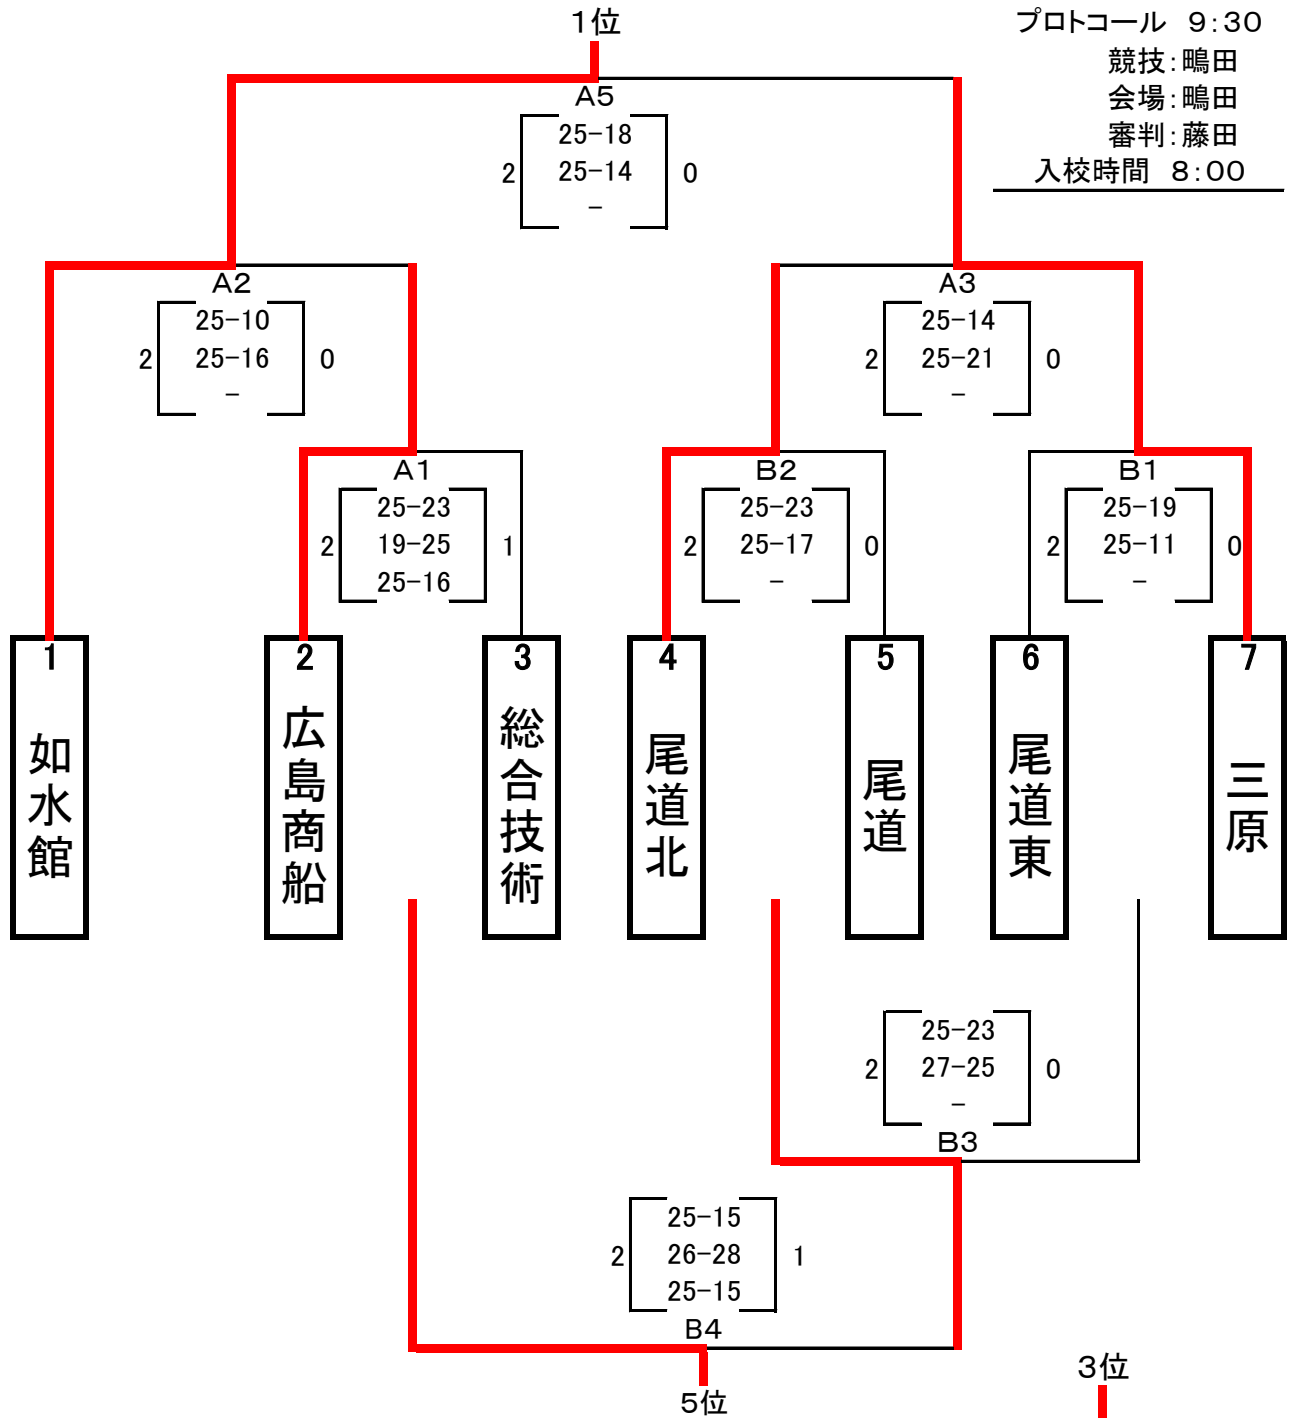 1位
プロトコール 9:30
競技:鴫田
会場:鴫田
審判:藤田
入校時間 8:00
A5
25-18
2 25-14 0
-
A2
25-10
2 25-16 0
-
A3
25-14
2 25-21 0
-
A1
25-23
2 19-25 1
25-16
B2
25-23
2 25-17 0
-
B1
25-19
2 25-11 0
-
1
如水館
2
広島商船
3
総合技術
4
尾道北
5
尾道
6
尾道東
7
三原
25-23
2 27-25 0
-
B3
25-15
2 26-28 1
25-15
B4
5位
3位